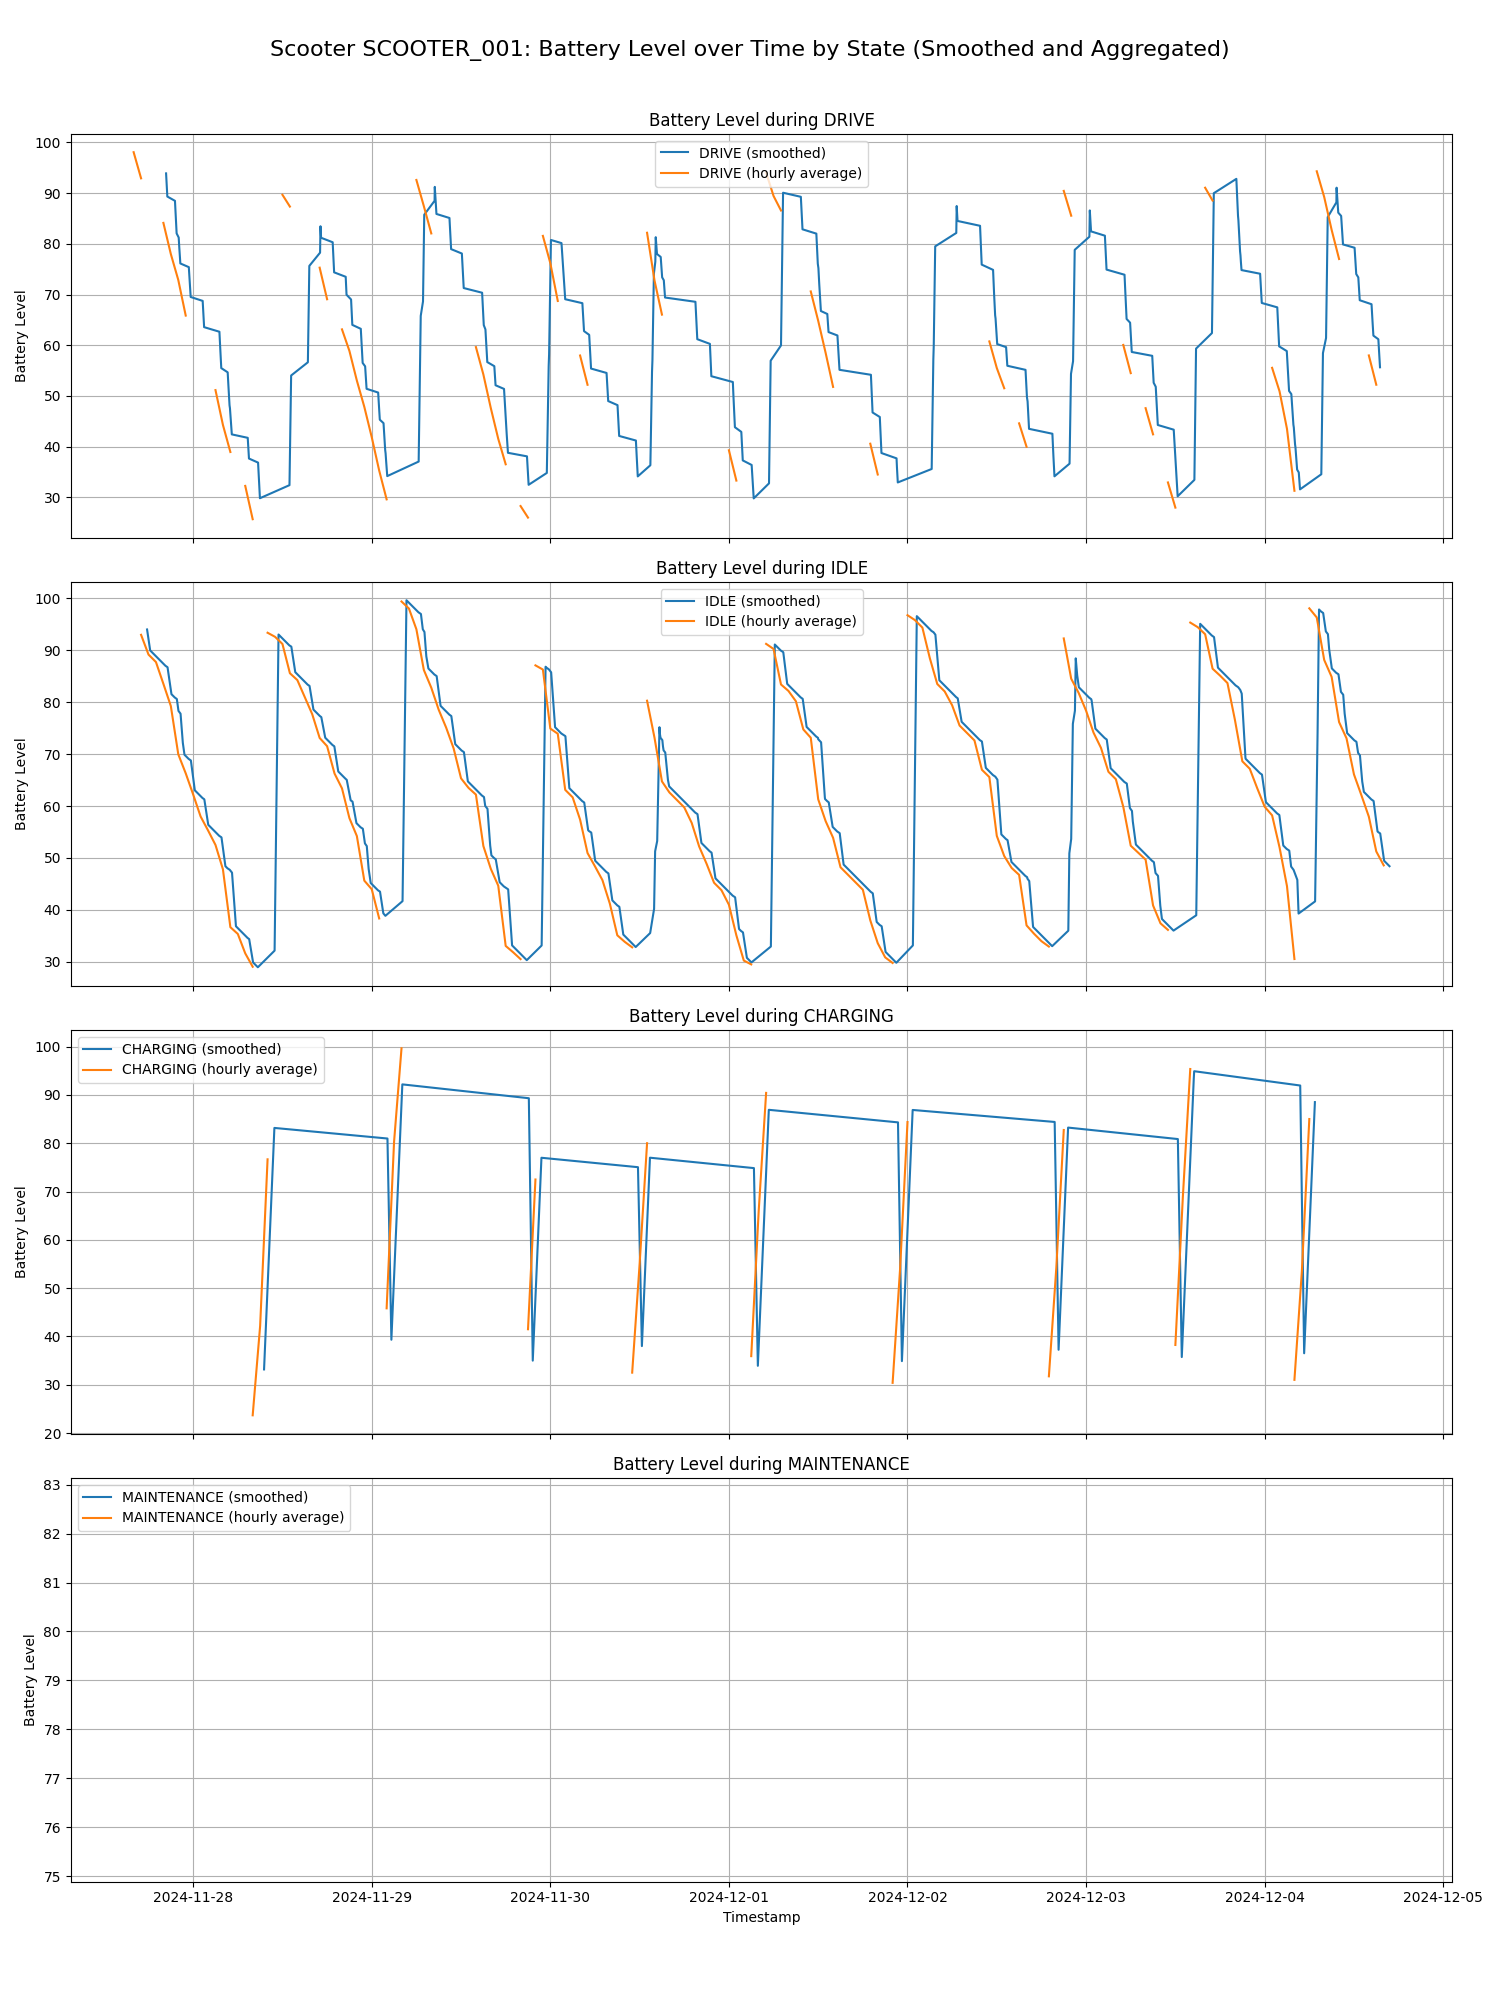 Scooter SCOOTER_001: Battery Level over Time by State (Smoothed and Aggregated)
Battery Level during DRIVE
DRIVE (smoothed)
DRIVE (hourly average)
Battery Level
100
90
80
70
60
50
40
30
Battery Level during IDLE
IDLE (smoothed)
IDLE (hourly average)
Battery Level
100
90
80
70
60
50
40
30
Battery Level during CHARGING
CHARGING (smoothed)
CHARGING (hourly average)
Battery Level
100
90
80
70
60
50
40
30
20
Battery Level during MAINTENANCE
MAINTENANCE (smoothed)
MAINTENANCE (hourly average)
Battery Level
83
82
81
80
79
78
77
76
75
2024-11-28 2024-11-29 2024-11-30 2024-12-01 2024-12-02 2024-12-03 2024-12-04 2024-12-05
Timestamp